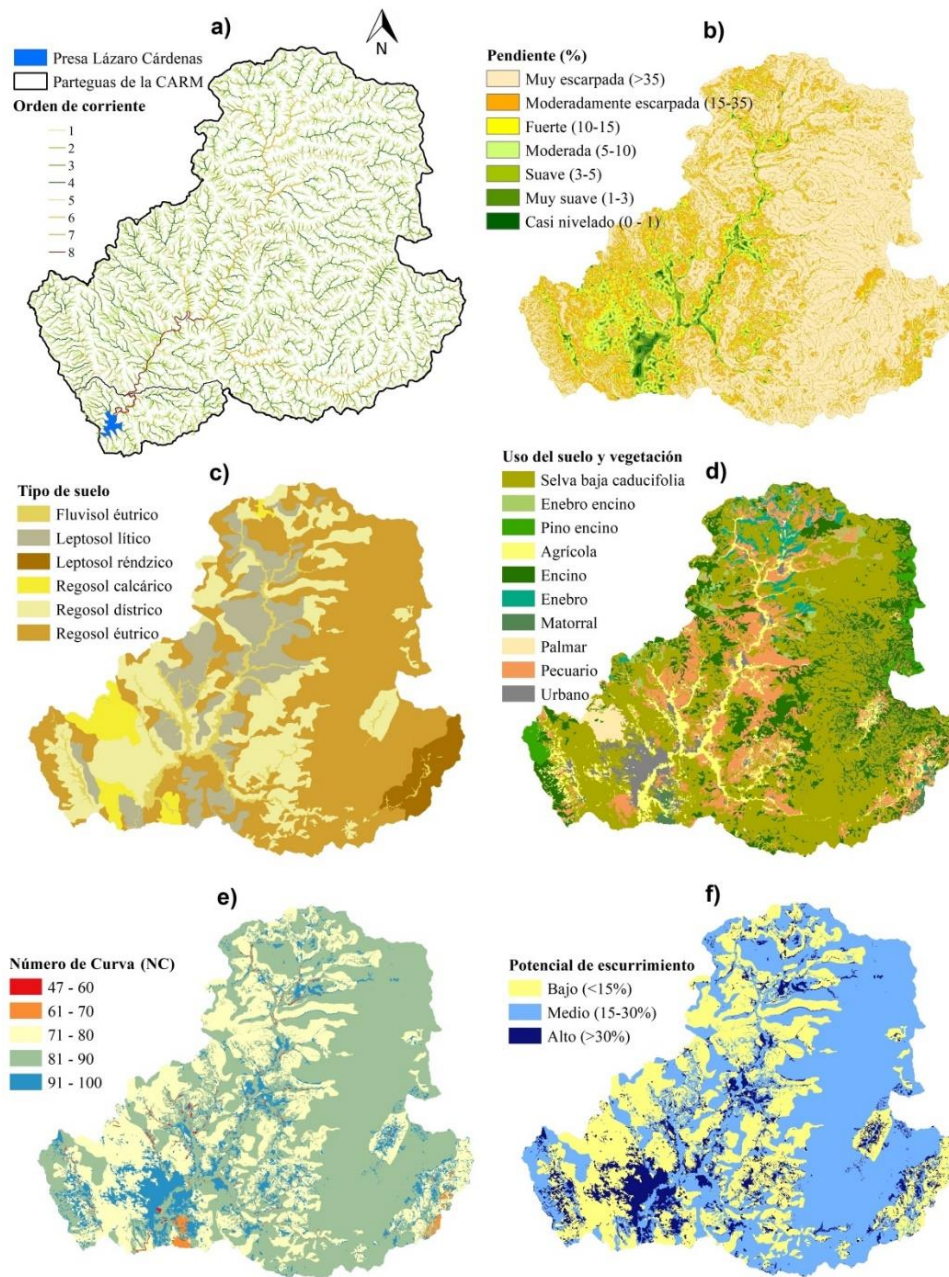 a)
N
Presa Lázaro Cárdenas
Parteguas de la CARM
Orden de corriente
1
2
3
4
5
6
7
8
b)
Pendiente (%)
Muy escarpada (>35)
Moderadamente escarpada (15-35)
Fuerte (10-15)
Moderada (5-10)
Suave (3-5)
Muy suave (1-3)
Casi nivelado (0 - 1)
c)
Tipo de suelo
Fluvisol éutrico
Leptosol lítico
Leptosol réndzico
Regosol calcárico
Regosol dístrico
Regosol éutrico
d)
Uso del suelo y vegetación
Selva baja caducifolia
Enebro encino
Pino encino
Agrícola
Encino
Enebro
Matorral
Palmar
Pecuario
Urbano
e)
Número de Curva (NC)
47 - 60
61 - 70
71 - 80
81 - 90
91 - 100
f)
Potencial de escurrimiento
Bajo (<15%)
Medio (15-30%)
Alto (>30%)